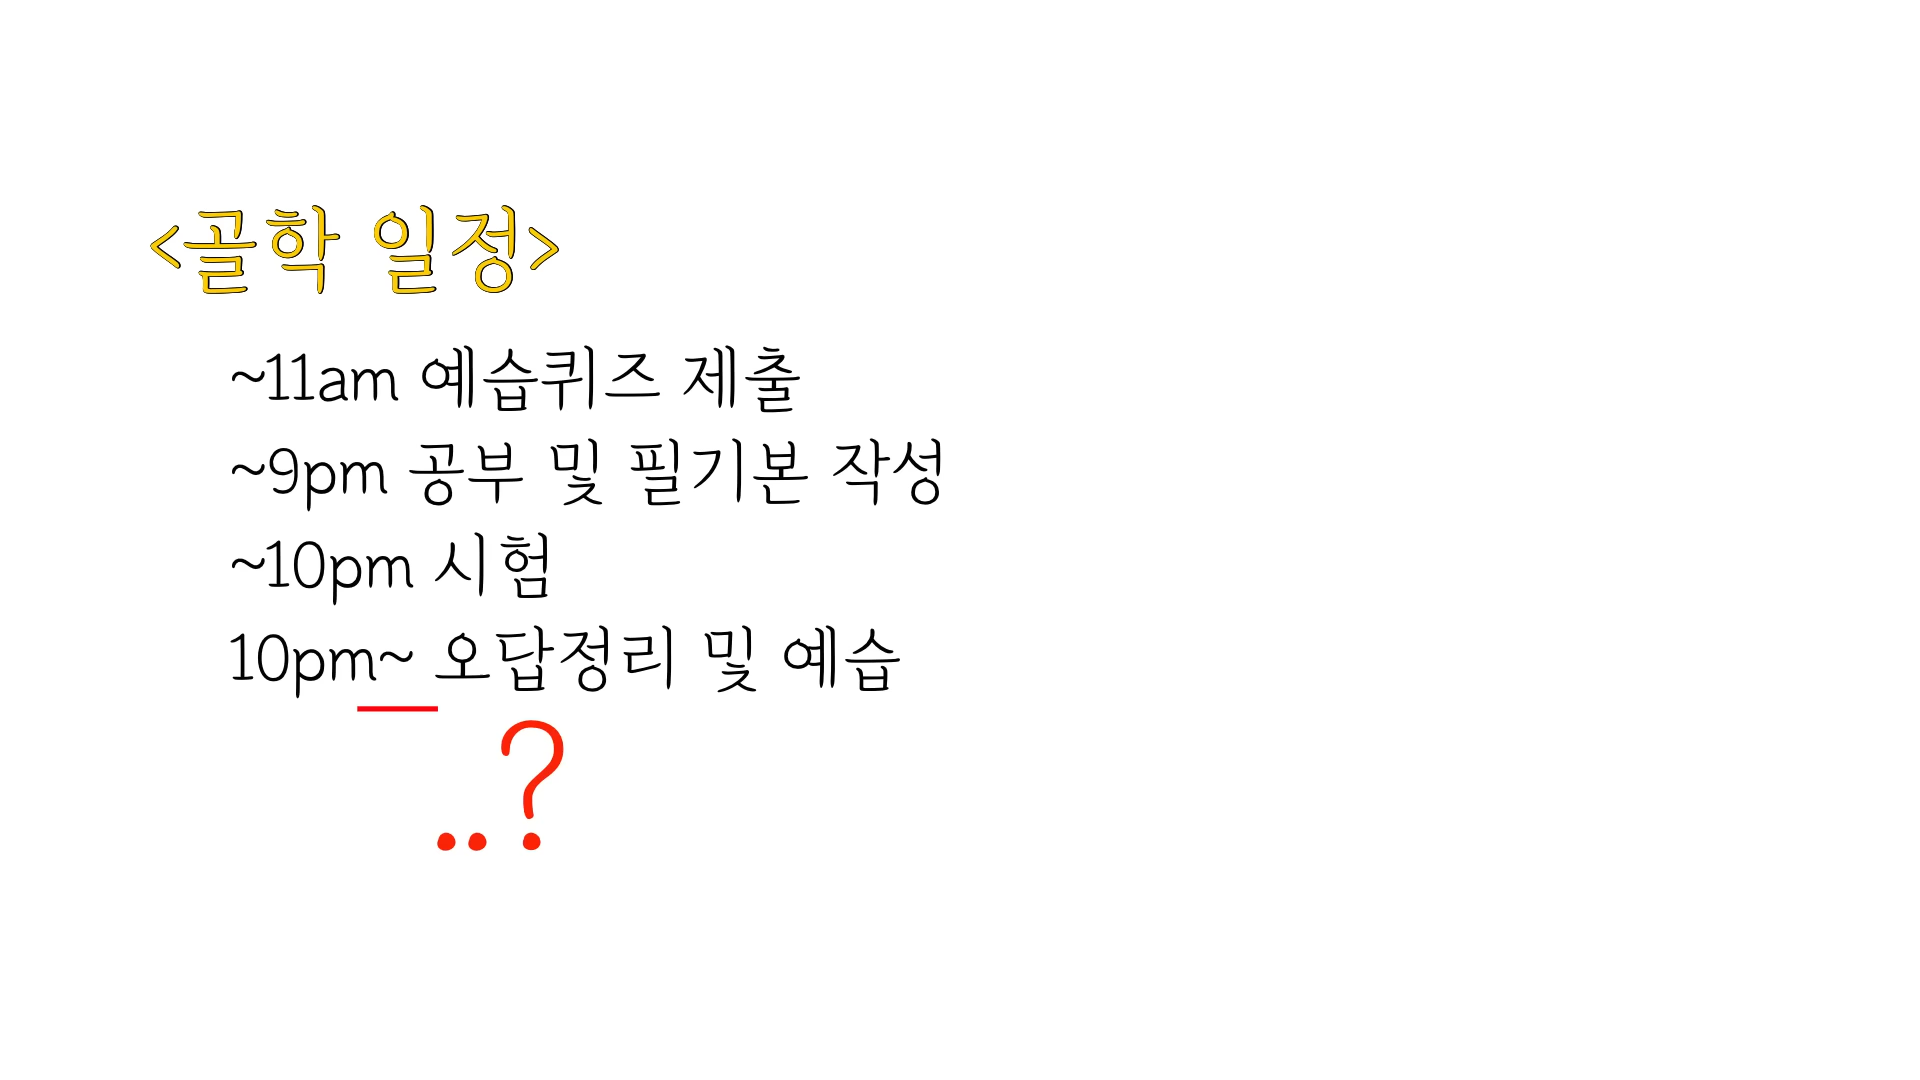 <골학 일정>
~11am 예습퀴즈 제출
~9pm 공부 및 필기본 작성
~10pm 시험
10pm~ 오답정리 및 예습
..?